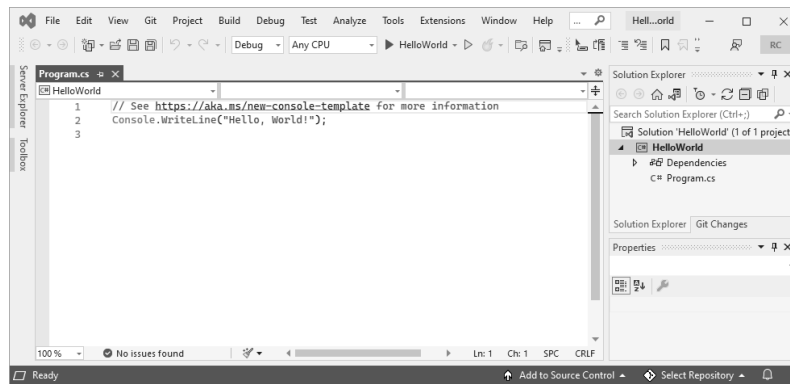 File Edit View Git Project Build Debug Test Analyze Tools Extensions Window Help ... Hell...orld
Debug Any CPU HelloWorld RC
Server Explorer
Toolbox
Program.cs
C# HelloWorld
1 // See https://aka.ms/new-console-template for more information
2 Console.WriteLine("Hello, World!");
3
100 % No issues found Ln: 1 Ch: 1 SPC CRLF
Solution Explorer
Search Solution Explorer (Ctrl+;)
Solution 'HelloWorld' (1 of 1 project
C# HelloWorld
Dependencies
C# Program.cs
Solution Explorer Git Changes
Properties
Ready Add to Source Control Select Repository